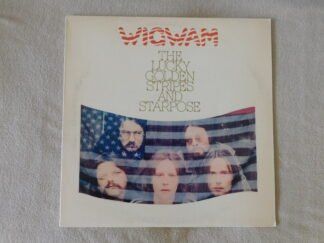 WIGWAM
THE
LUCKY
GOLDEN
STRIPES
AND
STARPOSE